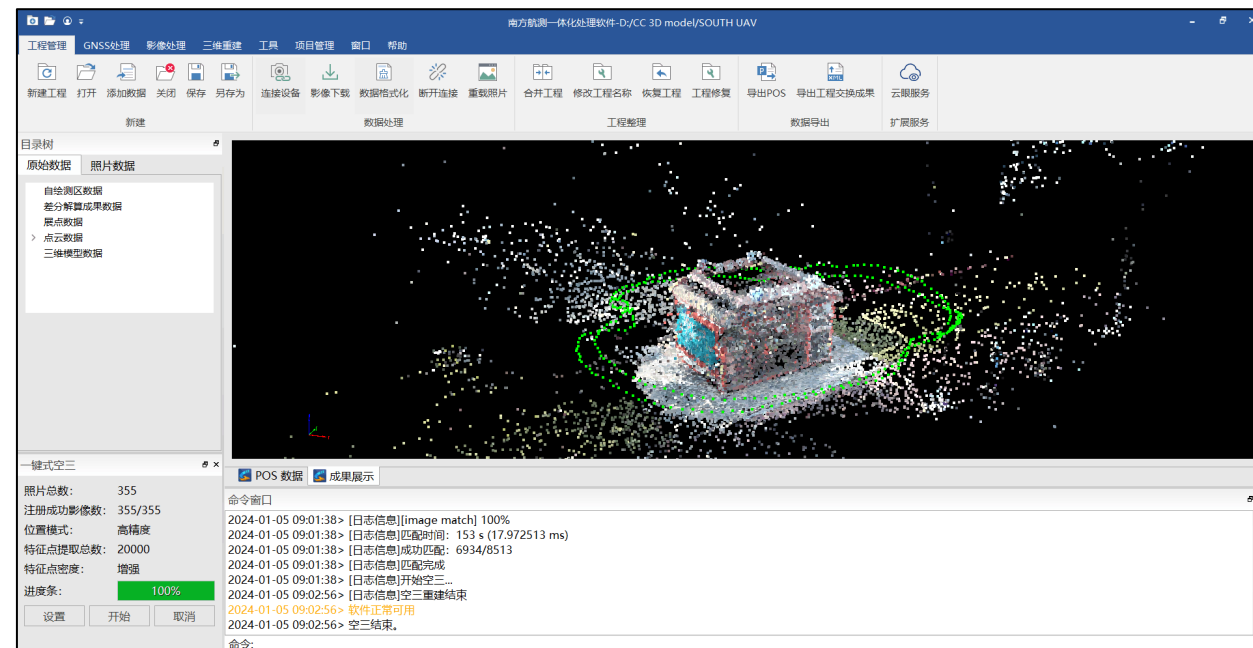 南方航测一体化处理软件-D:/CC 3D model/SOUTH UAV
工程管理 GNSS处理 影像处理 三维重建 工具 项目管理 窗口 帮助
新建工程 打开 添加数据 关闭 保存 另存为 连接设备 影像下载 数据格式化 断开连接 重载照片 合并工程 修改工程名称 恢复工程 工程修复 导出POS 导出工程交换成果 云眼服务
新建 数据处理 工程整理 数据导出 扩展服务
目录树
原始数据 照片数据
自绘测区数据
差分解算成果数据
展点数据
点云数据
三维模型数据
一键式空三
照片总数: 355
注册成功影像数: 355/355
位置模式: 高精度
特征点提取总数: 20000
特征点密度: 增强
进度条: 100%
设置 开始 取消
POS 数据 成果展示
命令窗口
2024-01-05 09:01:38> [日志信息][image match] 100%
2024-01-05 09:01:38> [日志信息]匹配时间: 153 s (17.972513 ms)
2024-01-05 09:01:38> [日志信息]成功匹配: 6934/8513
2024-01-05 09:01:38> [日志信息]匹配完成
2024-01-05 09:01:38> [日志信息]开始空三...
2024-01-05 09:02:56> [日志信息]空三重建结束
2024-01-05 09:02:56> 软件正常可用
2024-01-05 09:02:56> 空三结束。
命令: